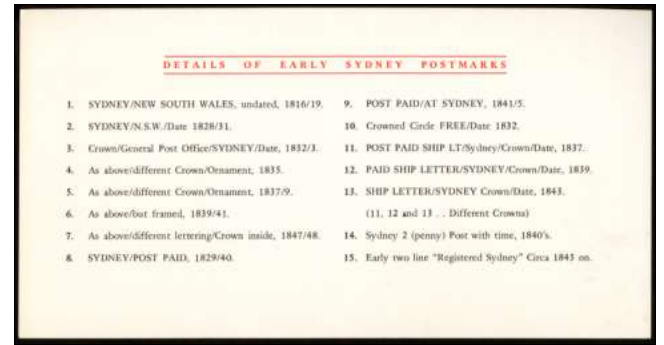 DETAILS OF EARLY SYDNEY POSTMARKS
1. SYDNEY/NEW SOUTH WALES, undated, 1816/19.
2. SYDNEY/N.S.W./Date 1828/31.
3. Crown/General Post Office/SYDNEY/Date, 1832/3.
4. As above/different Crown/Ornament, 1835.
5. As above/different Crown/Ornament, 1837/9.
6. As above/but framed, 1839/41.
7. As above/different lettering/Crown inside, 1847/48.
8. SYDNEY/POST PAID, 1829/40.
9. POST PAID/AT SYDNEY, 1841/5.
10. Crowned Circle FREE/Date 1832.
11. POST PAID SHIP LT/Sydney/Crown/Date, 1837.
12. PAID SHIP LETTER/SYDNEY/Crown/Date, 1839.
13. SHIP LETTER/SYDNEY Crown/Date, 1843.
(11, 12 and 13 . . Different Crowns)
14. Sydney 2 (penny) Post with time, 1840's.
15. Early two line "Registered Sydney" Circa 1845 on.